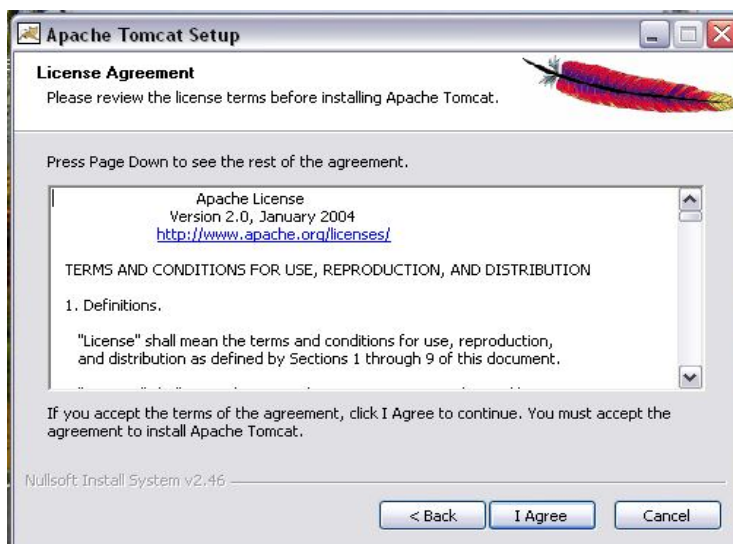 Apache Tomcat Setup
License Agreement
Please review the license terms before installing Apache Tomcat.
Press Page Down to see the rest of the agreement.
Apache License
Version 2.0, January 2004
http://www.apache.org/licenses/
TERMS AND CONDITIONS FOR USE, REPRODUCTION, AND DISTRIBUTION
1. Definitions.
"License" shall mean the terms and conditions for use, reproduction,
and distribution as defined by Sections 1 through 9 of this document.
If you accept the terms of the agreement, click I Agree to continue. You must accept the
agreement to install Apache Tomcat.
Nullsoft Install System v2.46
< Back I Agree Cancel